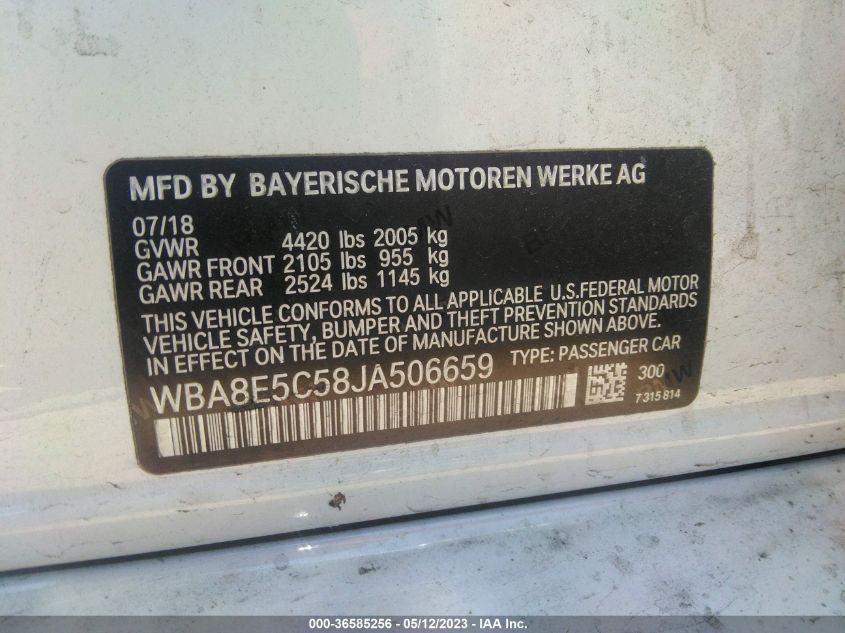 MFD BY BAYERISCHE MOTOREN WERKE AG
07/18
GVWR 4420 lbs 2005 kg
GAWR FRONT 2105 lbs 955 kg
GAWR REAR 2524 lbs 1145 kg
THIS VEHICLE CONFORMS TO ALL APPLICABLE U.S.FEDERAL MOTOR
VEHICLE SAFETY, BUMPER AND THEFT PREVENTION STANDARDS
IN EFFECT ON THE DATE OF MANUFACTURE SHOWN ABOVE.
WBA8E5C58JA506659 TYPE: PASSENGER CAR
300
7 315 814
000-36585256 - 05/12/2023 - IAA Inc.